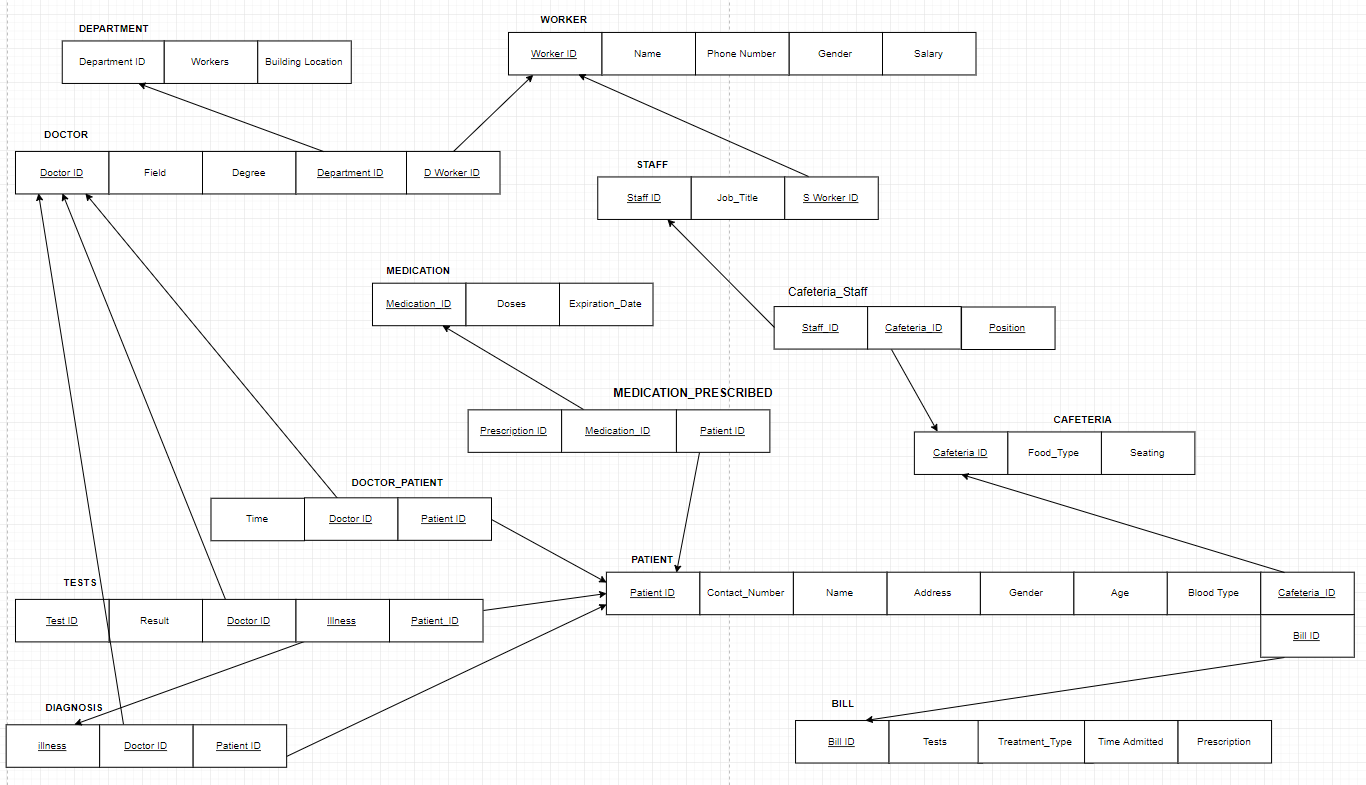 WORKER
DEPARTMENT
Worker ID Name Phone Number Gender Salary
Department ID Workers Building Location
DOCTOR
Doctor ID Field Degree Department ID D Worker ID
STAFF
Staff ID Job_Title S Worker ID
MEDICATION
Medication_ID Doses Expiration_Date
Cafeteria_Staff
Staff_ID Cafeteria_ID Position
MEDICATION_PRESCRIBED
Prescription ID Medication_ID Patient ID
CAFETERIA
Cafeteria ID Food_Type Seating
DOCTOR_PATIENT
Time Doctor ID Patient ID
PATIENT
Patient ID Contact_Number Name Address Gender Age Blood Type Cafeteria_ID
Bill ID
TESTS
Test ID Result Doctor ID Illness Patient_ID
DIAGNOSIS
illness Doctor ID Patient ID
BILL
Bill ID Tests Treatment_Type Time Admitted Prescription